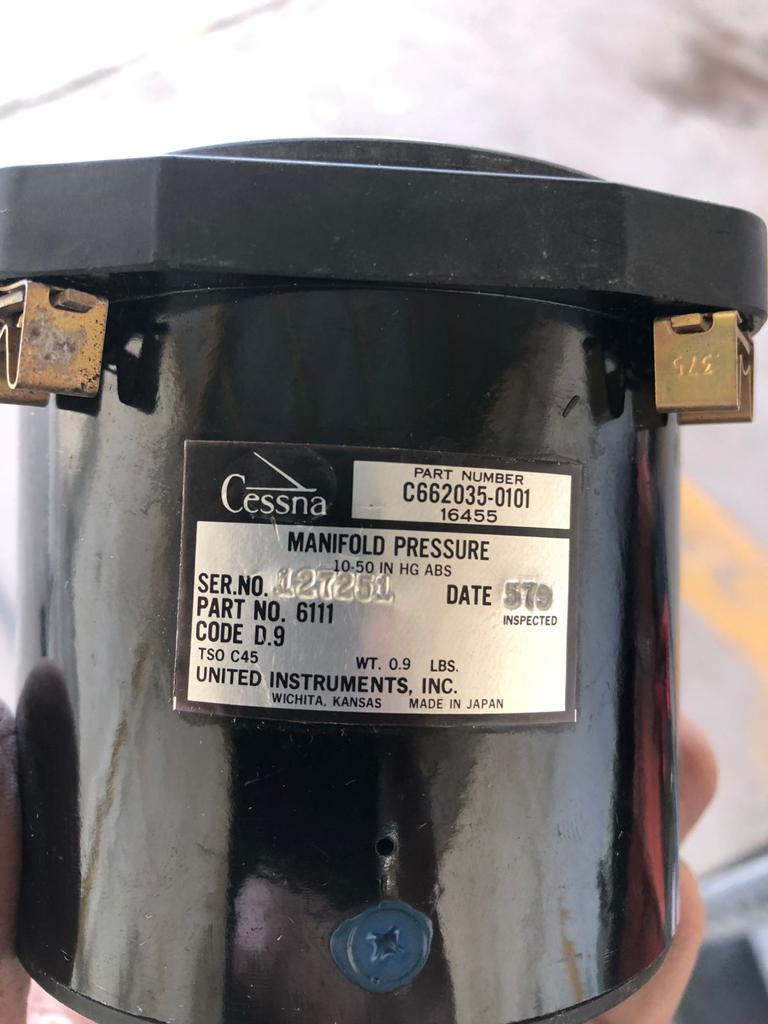 375
Cessna
PART NUMBER
C662035-0101
16455
MANIFOLD PRESSURE
10-50 IN HG ABS
SER.NO. 127251 DATE 579
INSPECTED
PART NO. 6111
CODE D.9
TSO C45 WT. 0.9 LBS.
UNITED INSTRUMENTS, INC.
WICHITA, KANSAS MADE IN JAPAN